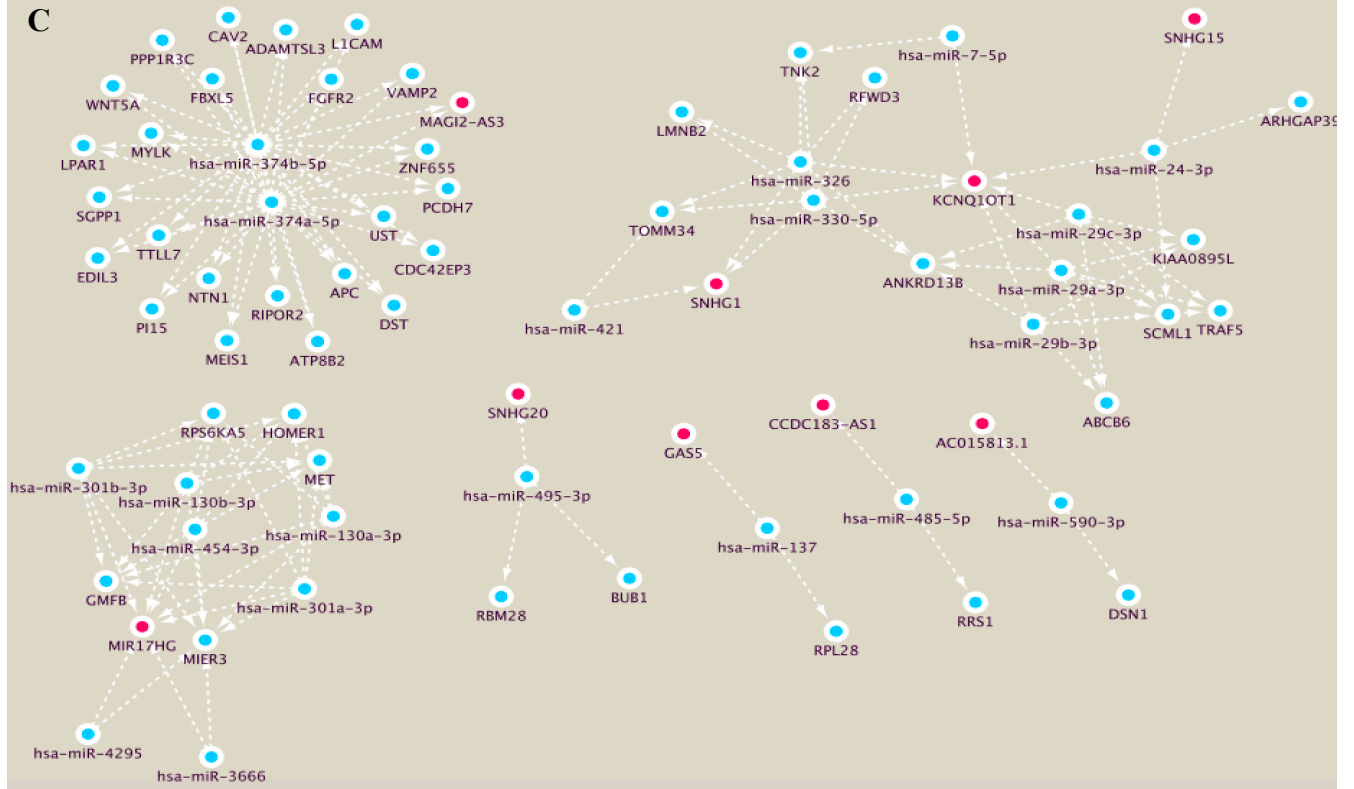 C
CAV2
ADAMTSL3
L1CAM
PPP1R3C
WNT5A
FBXL5
FGFR2
VAMP2
MAGI2-AS3
LPAR1
MYLK
hsa-miR-374b-5p
ZNF655
SGPP1
hsa-miR-374a-5p
PCDH7
UST
EDIL3
TTLL7
CDC42EP3
NTN1
APC
PI15
RIPOR2
DST
MEIS1
ATP8B2
SNHG15
hsa-miR-7-5p
TNK2
RFWD3
LMNB2
ARHGAP39
hsa-miR-24-3p
hsa-miR-326
KCNQ1OT1
hsa-miR-330-5p
TOMM34
hsa-miR-29c-3p
KIAA0895L
ANKRD13B
hsa-miR-29a-3p
SNHG1
hsa-miR-421
SCML1
TRAF5
hsa-miR-29b-3p
ABCB6
RPS6KA5
HOMER1
MET
hsa-miR-301b-3p
hsa-miR-130b-3p
hsa-miR-130a-3p
hsa-miR-454-3p
GMFB
hsa-miR-301a-3p
MIR17HG
MIER3
hsa-miR-4295
hsa-miR-3666
SNHG20
hsa-miR-495-3p
RBM28
BUB1
GAS5
hsa-miR-137
RPL28
CCDC183-AS1
hsa-miR-485-5p
RRS1
AC015813.1
hsa-miR-590-3p
DSN1